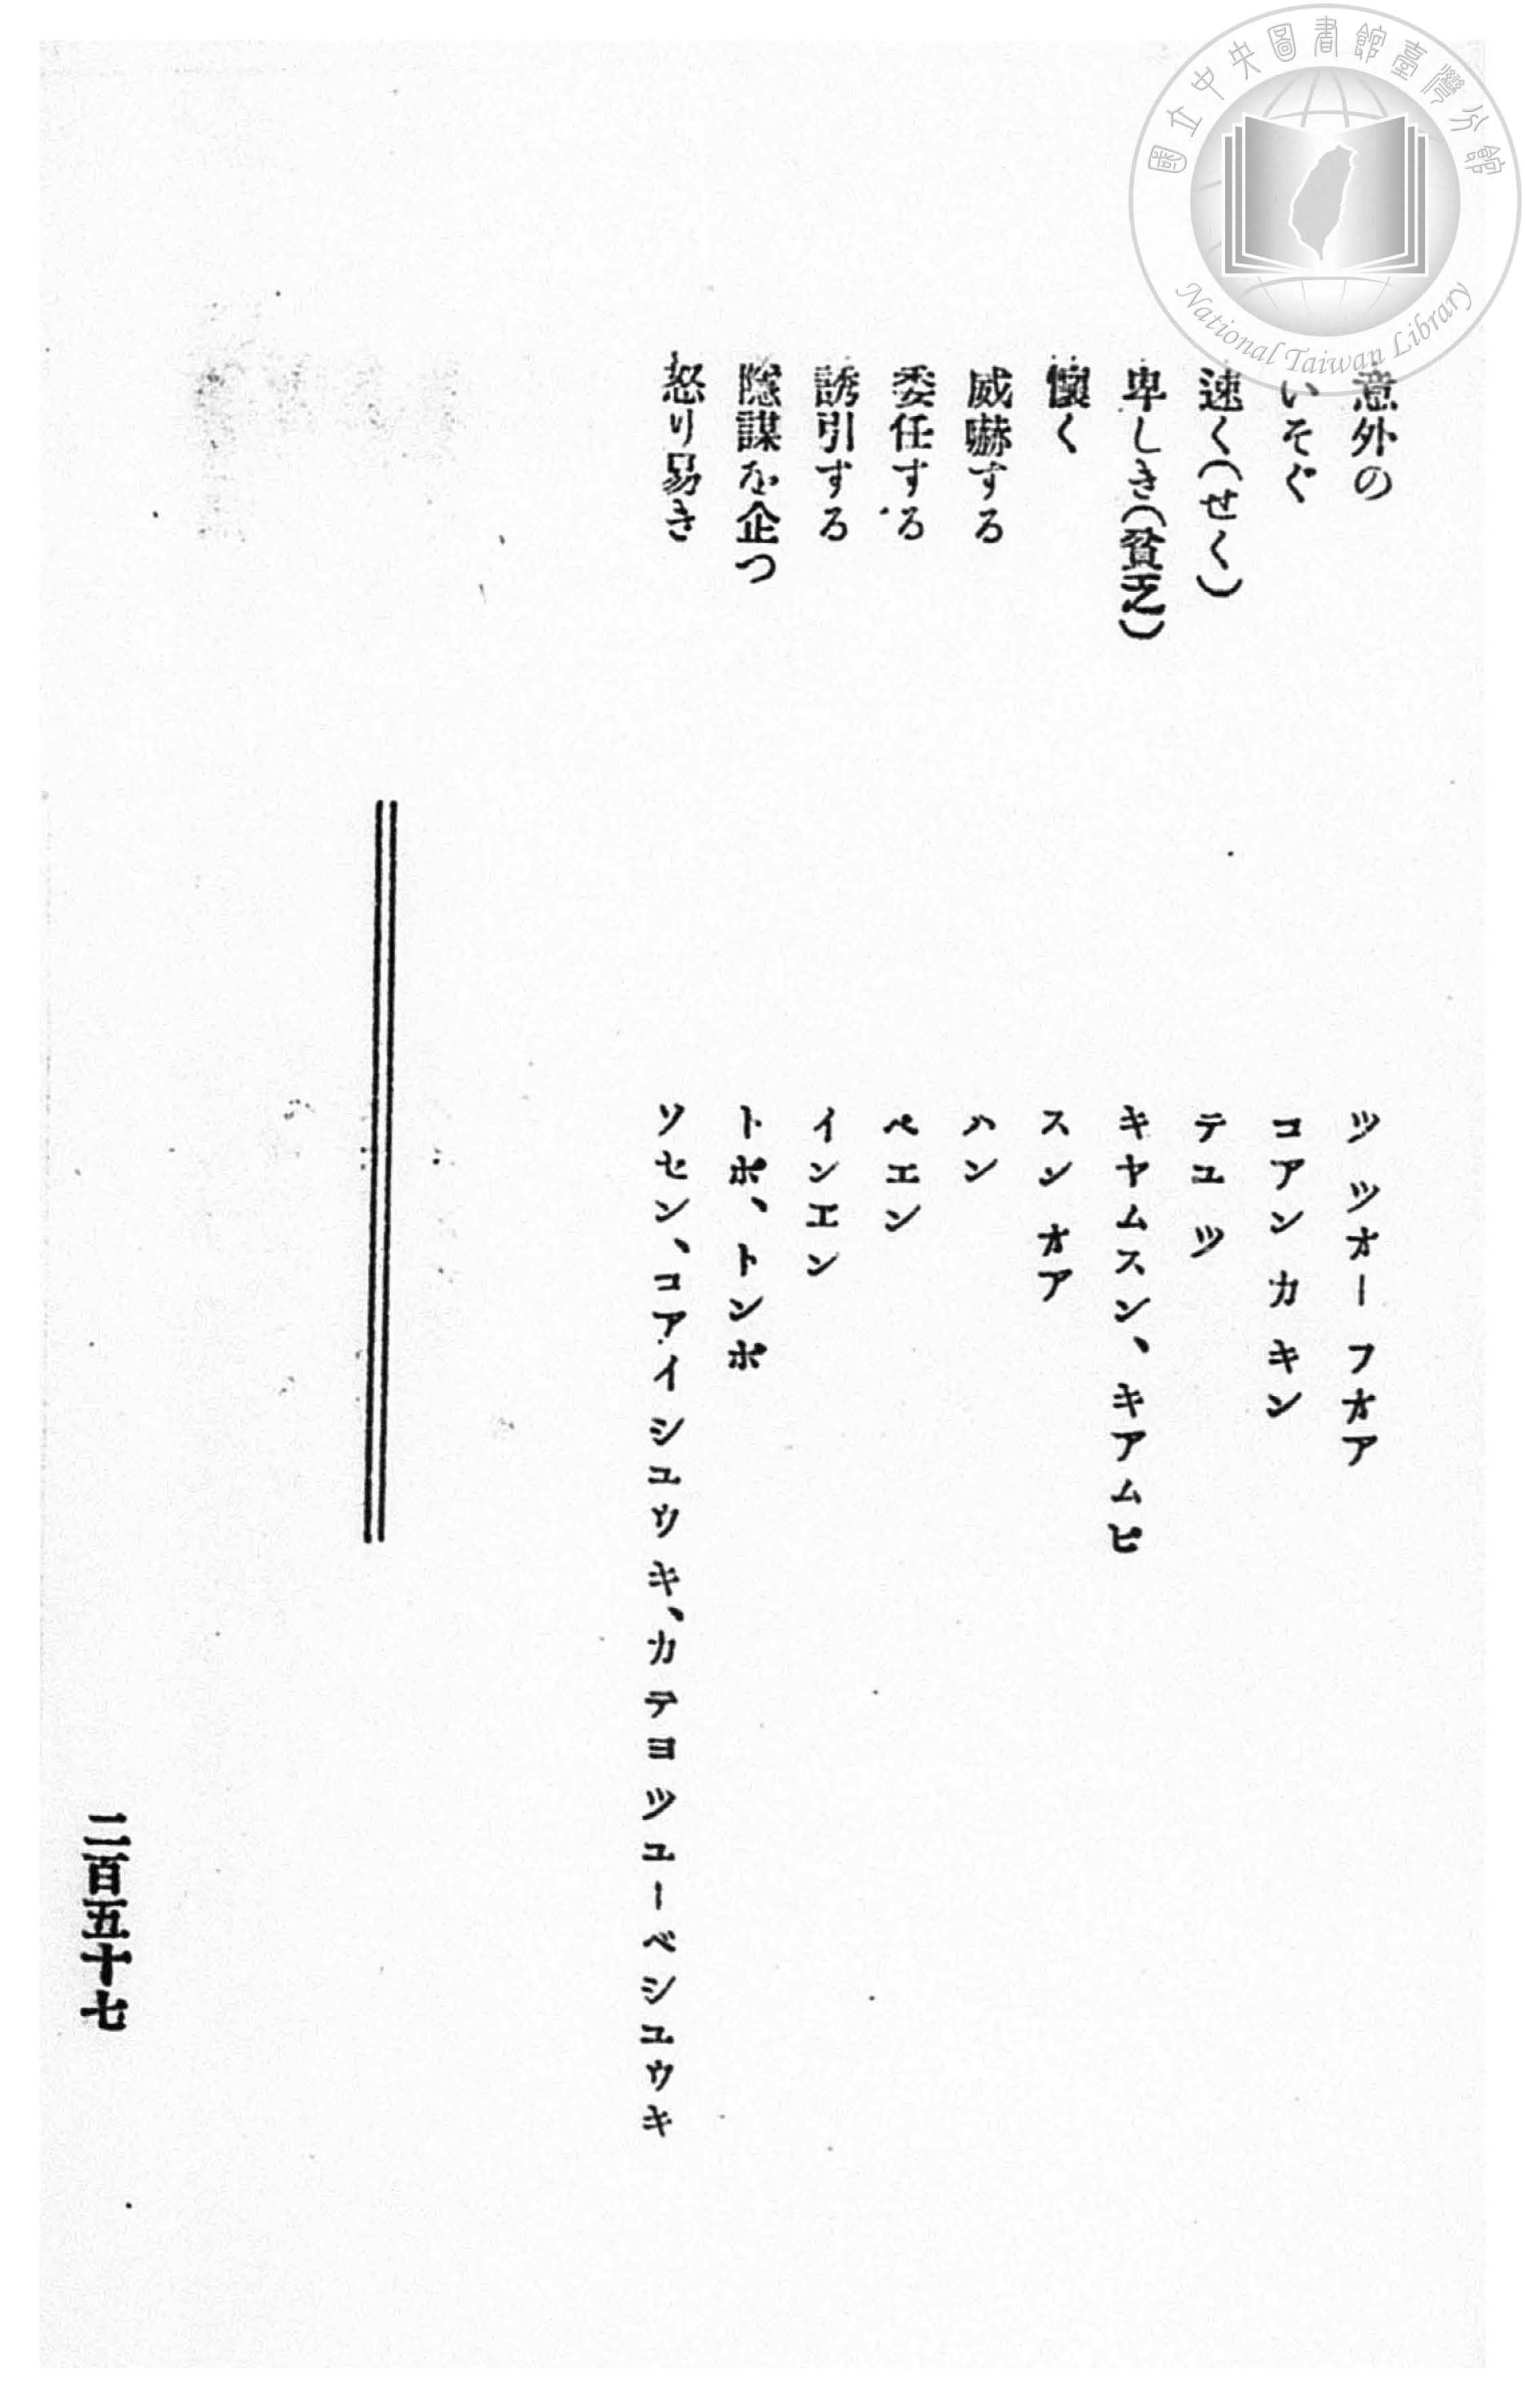 國立中央圖書館臺灣分館
National Taiwan Library
意外の　ツ ツオー フオア
いそぐ　コアン カ キン
速く(せく)　テユ ツ
卑しき(貧乏)　キヤムスン、キアムピ
懷く　スン オア
威嚇する　ハン
委任する　ペエン
誘引する　インエン
陰謀を企つ　トポ、トンポ
怒り易き　ソセン、コアイ シユウキ、カ テヨツユーベシユウキ
二百五十七